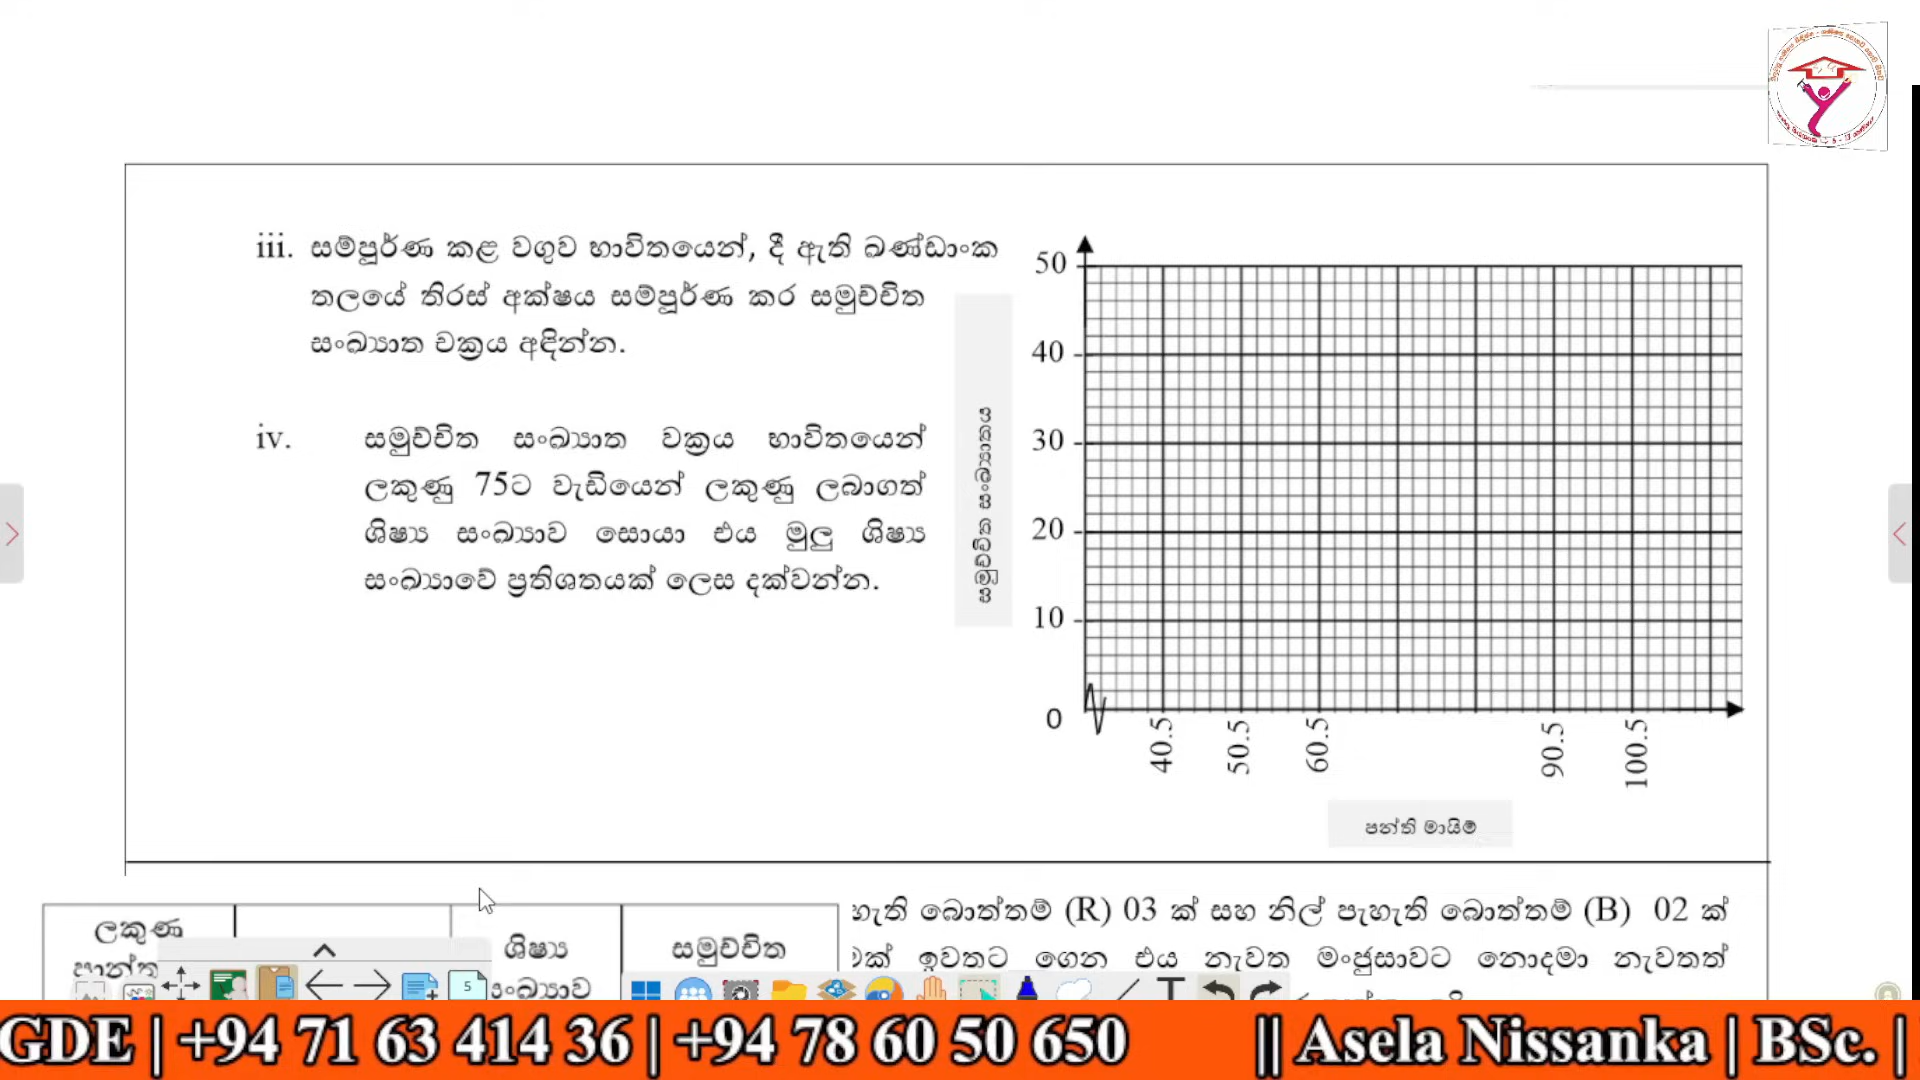 iii. සම්පූර්ණ කළ වගුව භාවිතයෙන්, දී ඇති ඛණ්ඩාංක
තලයේ තිරස් අක්ෂය සම්පූර්ණ කර සමුච්චිත
සංඛ්‍යාත වක්‍රය අඳින්න.
iv. සමුච්චිත සංඛ්‍යාත වක්‍රය භාවිතයෙන්
ලකුණු 75ට වැඩියෙන් ලකුණු ලබාගත්
ශිෂ්‍ය සංඛ්‍යාව සොයා එය මුලු ශිෂ්‍ය
සංඛ්‍යාවේ ප්‍රතිශතයක් ලෙස දක්වන්න.
සමුච්චිත සංඛ්‍යාතය
50
40
30
20
10
0
40.5
50.5
60.5
90.5
100.5
පන්ති මායිම්
හැති බොත්තම් (R) 03 ක් සහ නිල් පැහැති බොත්තම් (B) 02 ක්
ඉවතට ගෙන එය නැවත මංජුසාවට නොදමා නැවතත්
ලකුණු
ශිෂ්‍ය
සංඛ්‍යාව
සමුච්චිත
5
GDE | +94 71 63 414 36 | +94 78 60 50 650 || Asela Nissanka | BSc. |